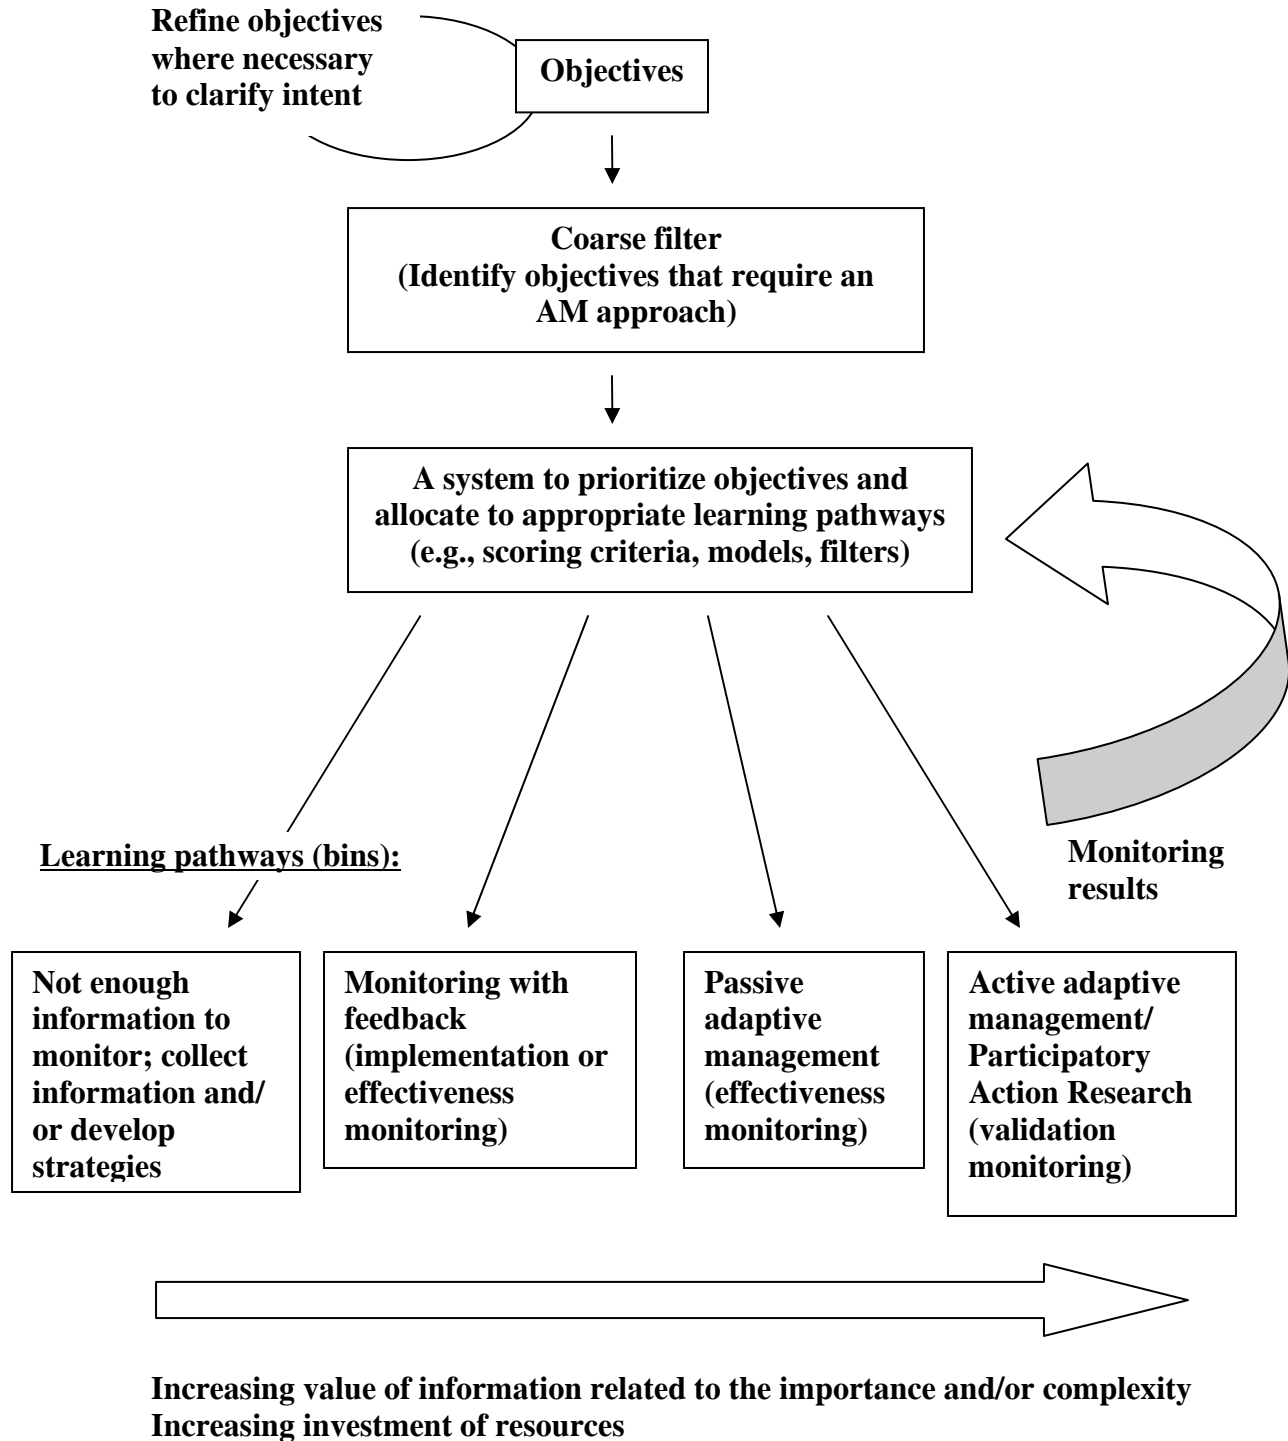 Refine objectives
where necessary
to clarify intent
Objectives
Coarse filter
(Identify objectives that require an
AM approach)
A system to prioritize objectives and
allocate to appropriate learning pathways
(e.g., scoring criteria, models, filters)
Learning pathways (bins):
Monitoring
results
Not enough
information to
monitor; collect
information and/
or develop
strategies
Monitoring with
feedback
(implementation or
effectiveness
monitoring)
Passive
adaptive
management
(effectiveness
monitoring)
Active adaptive
management/
Participatory
Action Research
(validation
monitoring)
Increasing value of information related to the importance and/or complexity
Increasing investment of resources